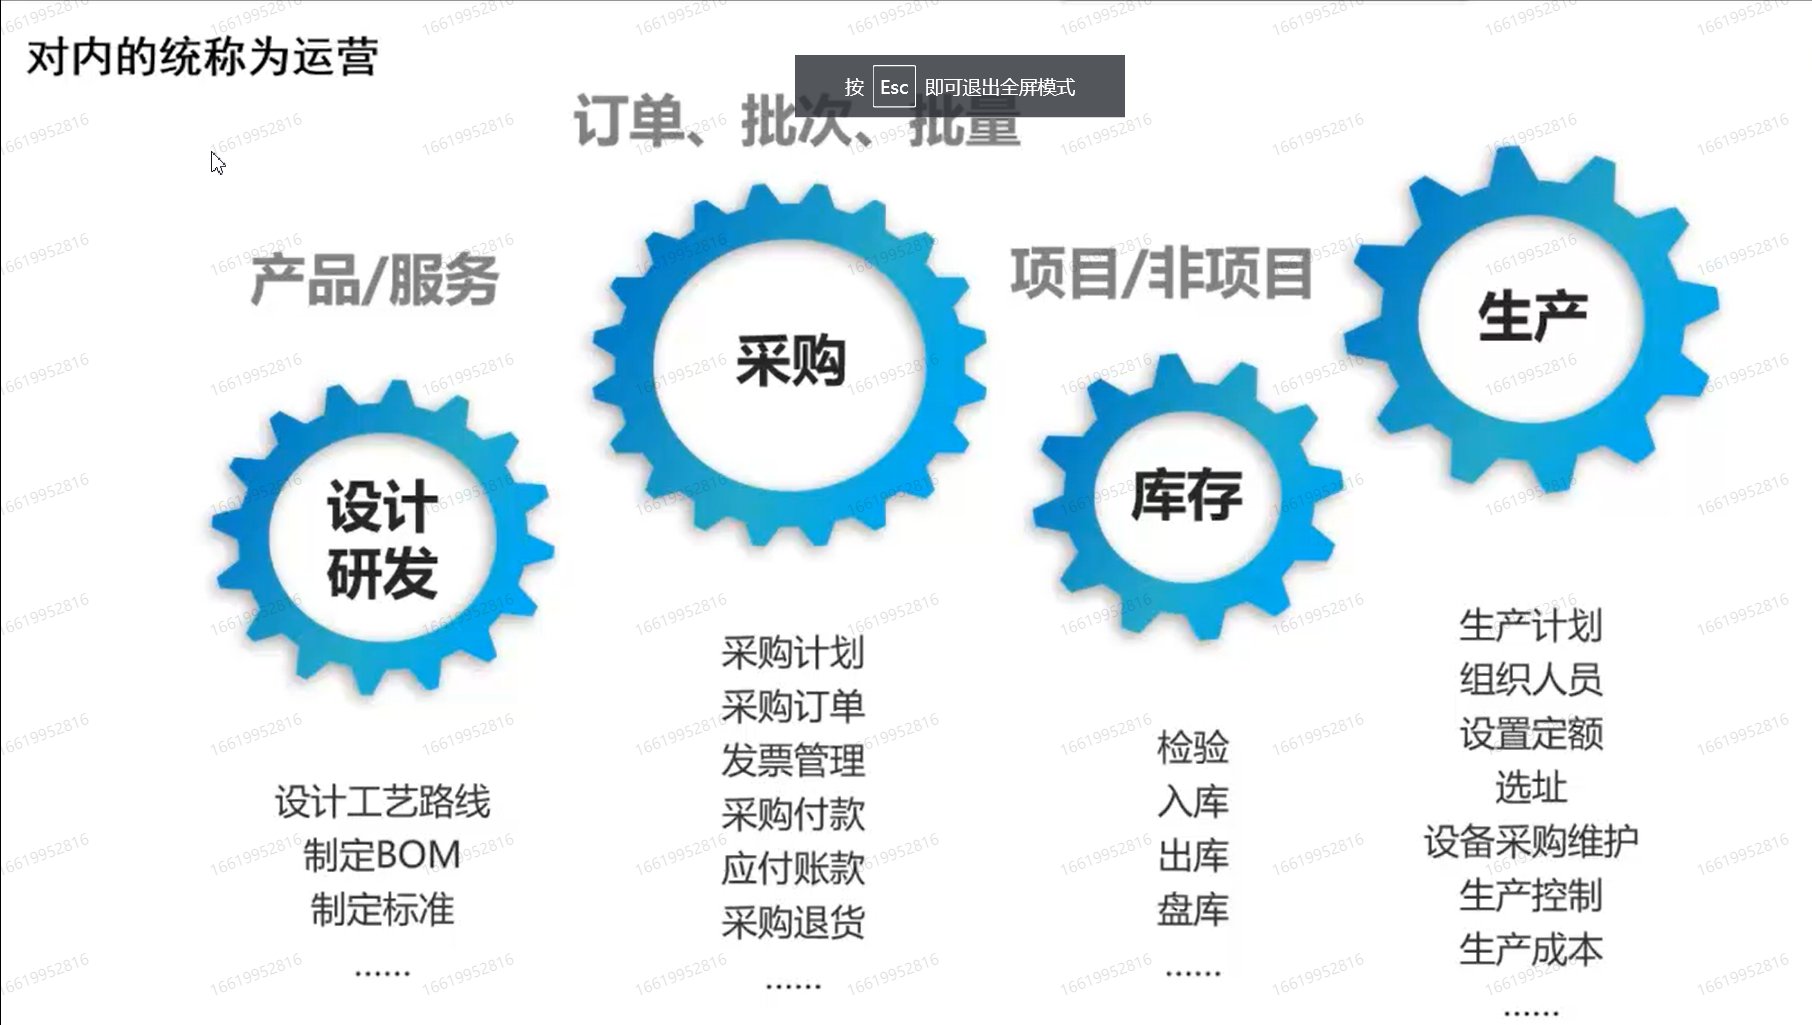 对内的统称为运营
按 Esc 即可退出全屏模式
订单、批次、批量
产品/服务
项目/非项目
设计
研发
采购
库存
生产
设计工艺路线
制定BOM
制定标准
......
采购计划
采购订单
发票管理
采购付款
应付账款
采购退货
......
检验
入库
出库
盘库
......
生产计划
组织人员
设置定额
选址
设备采购维护
生产控制
生产成本
......
16619952816